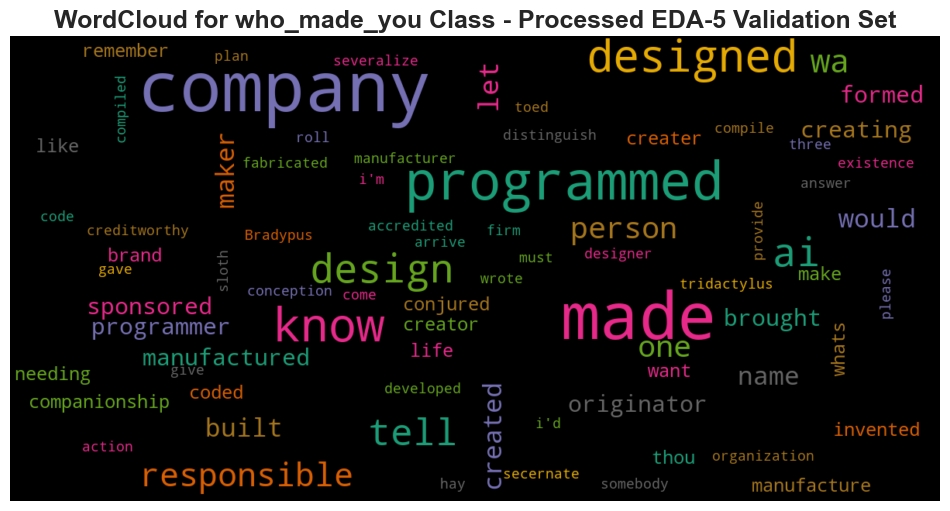 WordCloud for who_made_you Class - Processed EDA-5 Validation Set
remember
plan
severalize
designed
wa
company
let
compiled
toed
formed
like
roll
distinguish
creater
compile
creating
three
maker
fabricated
manufacturer
i'm
programmed
existence
answer
code
creditworthy
Bradypus
accredited
arrive
firm
person
provide
would
brand
gave
sloth
design
must
designer
ai
make
wrote
tridactylus
conception
come
conjured
sponsored
programmer
know
creator
made
brought
please
manufactured
life
one
whats
needing
give
want
name
companionship
coded
developed
created
originator
built
tell
i'd
invented
action
responsible
hay
secernate
somebody
thou
organization
manufacture